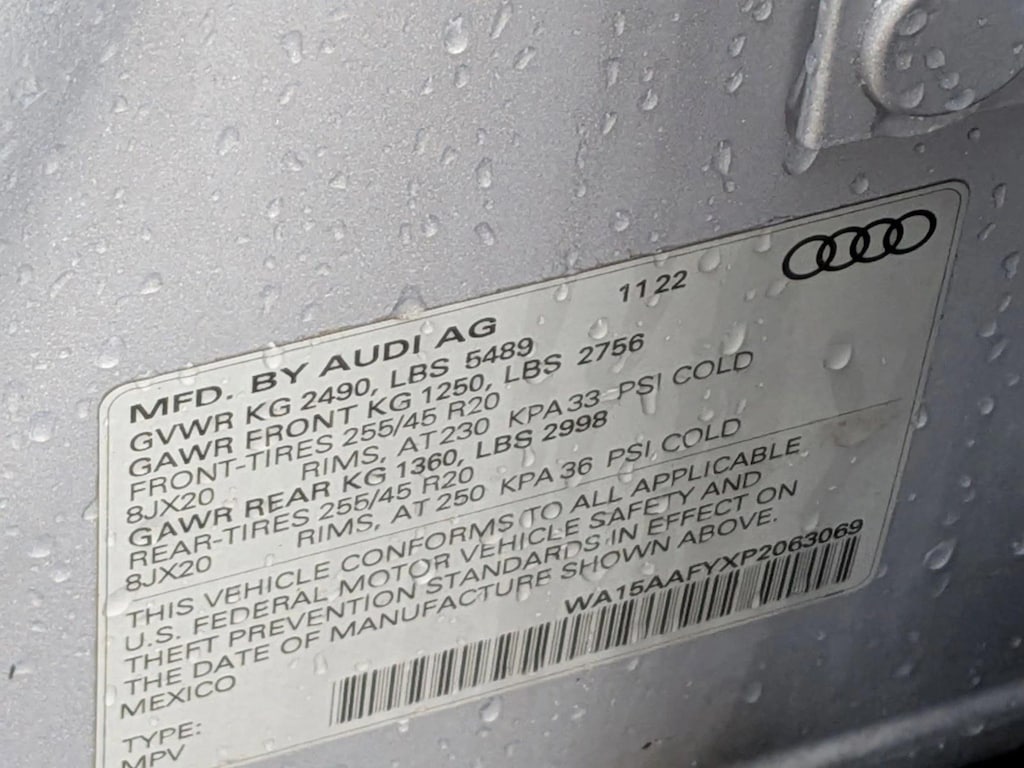 MFD. BY AUDI AG 1122
GVWR KG 2490, LBS 5489
GAWR FRONT KG 1250, LBS 2756
FRONT-TIRES 255/45 R20
8JX20 RIMS, AT 230 KPA 33 PSI COLD
GAWR REAR KG 1360, LBS 2998
REAR-TIRES 255/45 R20
8JX20 RIMS, AT 250 KPA 36 PSI COLD
THIS VEHICLE CONFORMS TO ALL APPLICABLE
U.S. FEDERAL MOTOR VEHICLE SAFETY AND
THEFT PREVENTION STANDARDS IN EFFECT ON
THE DATE OF MANUFACTURE SHOWN ABOVE.
MEXICO WA15AAFYXP2063069
TYPE:
MPV